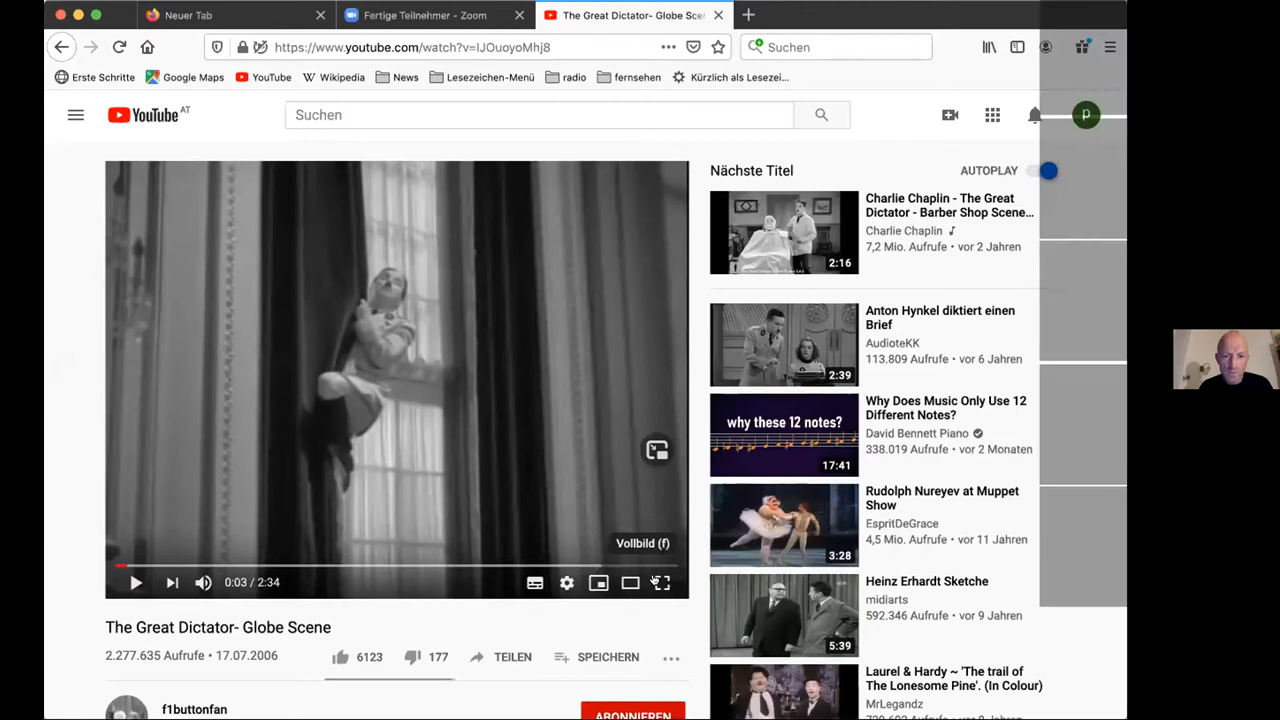 Neuer Tab
Fertige Teilnehmer - Zoom
The Great Dictator- Globe Scen
https://www.youtube.com/watch?v=IJOuoyoMhj8
Suchen
Erste Schritte
Google Maps
YouTube
Wikipedia
News
Lesezeichen-Menü
radio
fernsehen
Kürzlich als Lesezei...
YouTube AT
Suchen
p
Nächste Titel
AUTOPLAY
Charlie Chaplin - The Great
Dictator - Barber Shop Scene...
Charlie Chaplin
7,2 Mio. Aufrufe • vor 2 Jahren
2:16
Anton Hynkel diktiert einen
Brief
AudioteKK
113.809 Aufrufe • vor 6 Jahren
2:39
why these 12 notes?
17:41
Why Does Music Only Use 12
Different Notes?
David Bennett Piano
338.019 Aufrufe • vor 2 Monaten
Rudolph Nureyev at Muppet
Show
EspritDeGrace
4,5 Mio. Aufrufe • vor 11 Jahren
3:28
Heinz Erhardt Sketche
midiarts
592.346 Aufrufe • vor 9 Jahren
5:39
Laurel & Hardy ~ 'The trail of
The Lonesome Pine'. (In Colour)
MrLegandz
Vollbild (f)
0:03 / 2:34
The Great Dictator- Globe Scene
2.277.635 Aufrufe • 17.07.2006
6123
177
TEILEN
SPEICHERN
f1buttonfan
ABONNIEREN